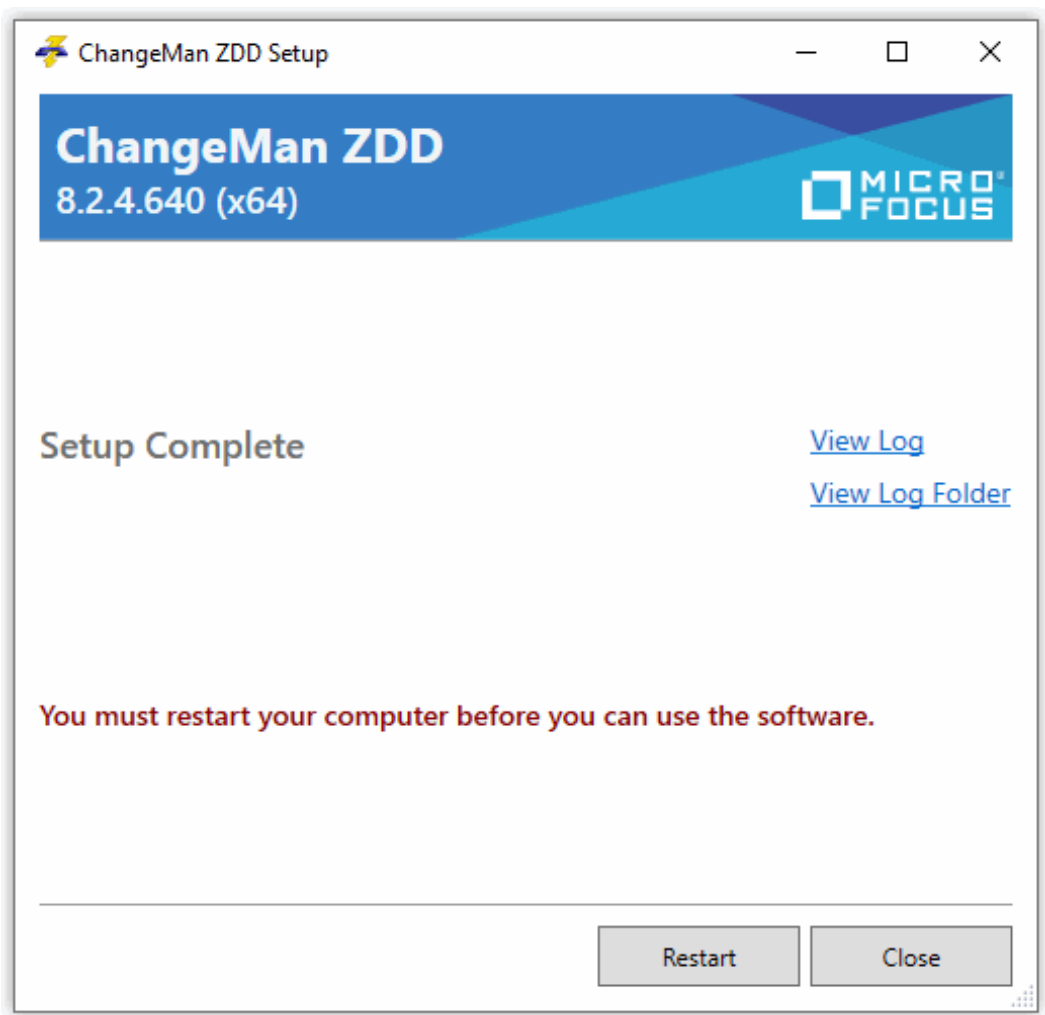 ChangeMan ZDD Setup
ChangeMan ZDD
8.2.4.640 (x64)
MICRO
FOCUS
Setup Complete
View Log
View Log Folder
You must restart your computer before you can use the software.
Restart
Close